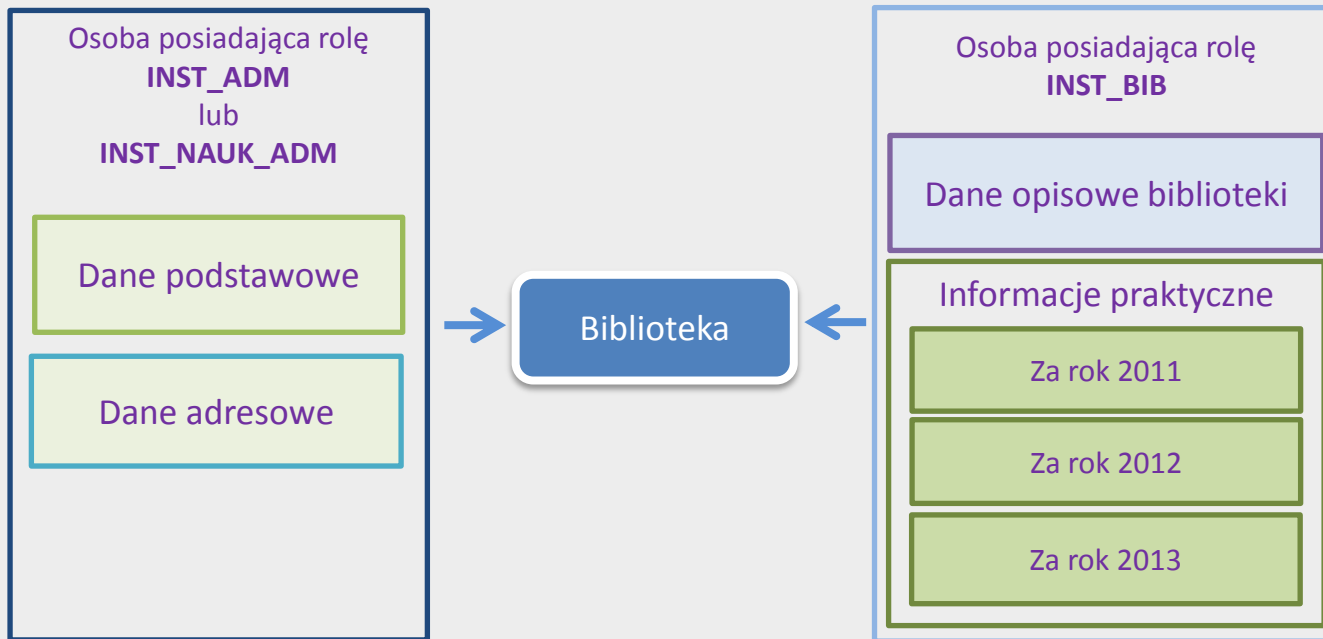 Osoba posiadająca rolę
INST_ADM
lub
INST_NAUK_ADM
Dane podstawowe
Dane adresowe
Biblioteka
Osoba posiadająca rolę
INST_BIB
Dane opisowe biblioteki
Informacje praktyczne
Za rok 2011
Za rok 2012
Za rok 2013